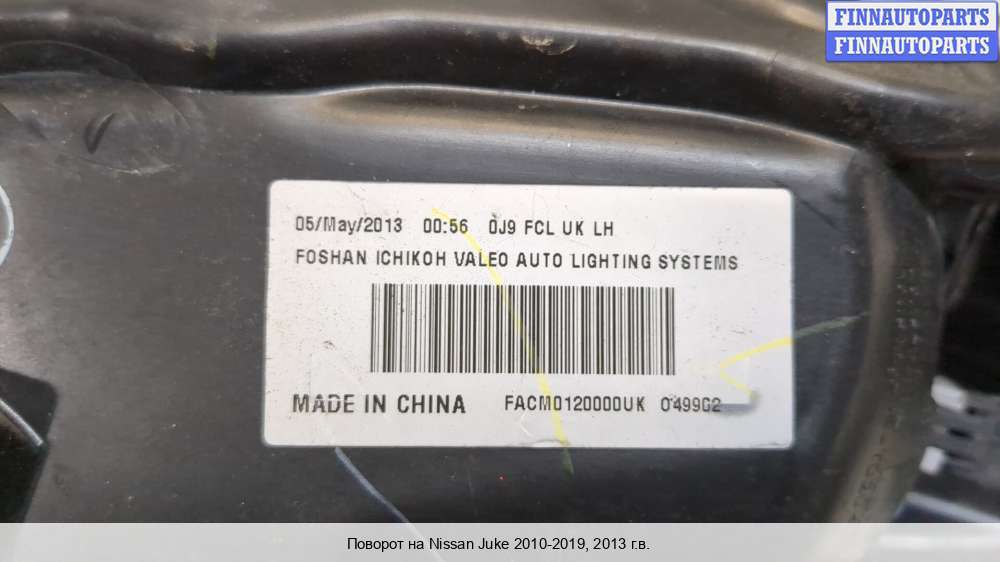 FINNAUTOPARTS
FINNAUTOPARTS
05/May/2013 00:56 0J9 FCL UK LH
FOSHAN ICHIKOH VALEO AUTO LIGHTING SYSTEMS
MADE IN CHINA FACM0120000UK 049902
Поворот на Nissan Juke 2010-2019, 2013 г.в.